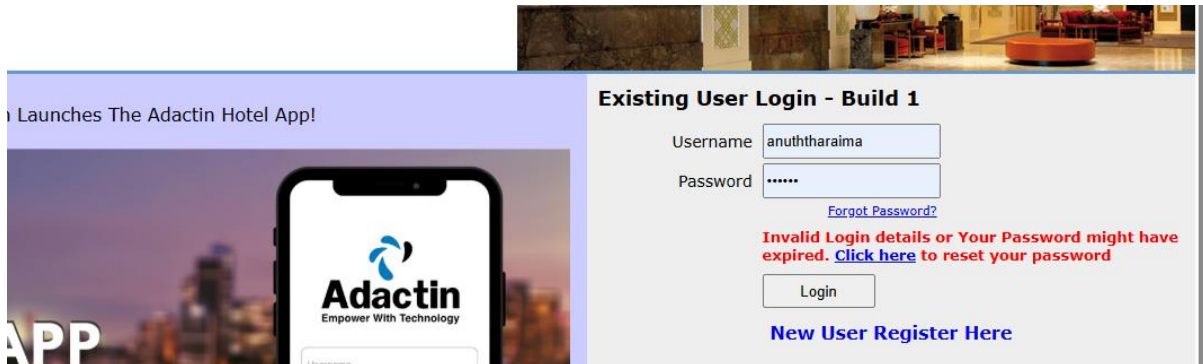 Launches The Adactin Hotel App!
Adactin
Empower With Technology
APP
Existing User Login - Build 1
Username anuththaraima
Password ••••••
Forgot Password?
Invalid Login details or Your Password might have
expired. Click here to reset your password
Login
New User Register Here